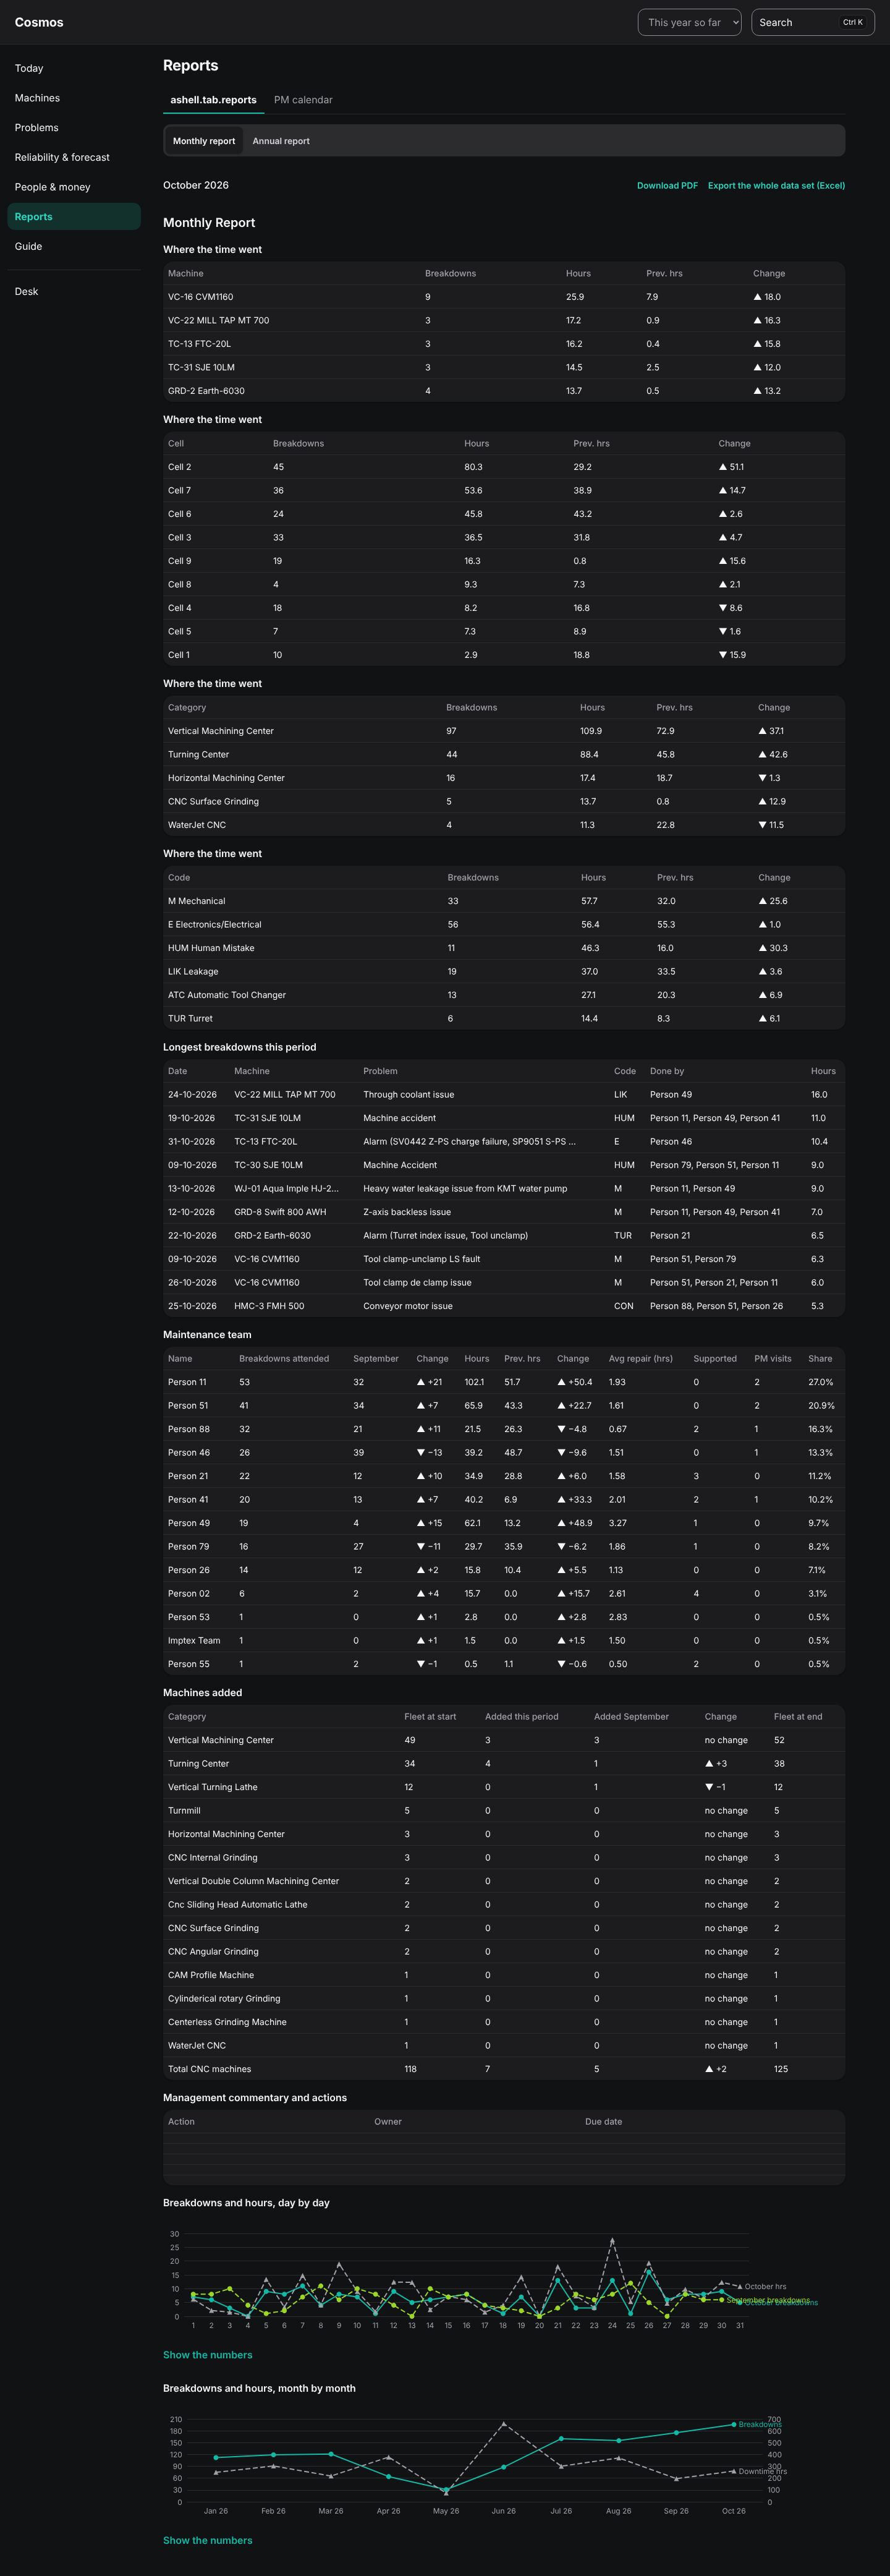 Cosmos
This year so far
Search Ctrl K
Today
Machines
Problems
Reliability & forecast
People & money
Reports
Guide
Desk
Reports
ashell.tab.reports PM calendar
Monthly report Annual report
October 2026 Download PDF Export the whole data set (Excel)
Monthly Report
Where the time went
Machine Breakdowns Hours Prev. hrs Change
VC-16 CVM1160 9 25.9 7.9 ▲ 18.0
VC-22 MILL TAP MT 700 3 17.2 0.9 ▲ 16.3
TC-13 FTC-20L 3 16.2 0.4 ▲ 15.8
TC-31 SJE 10LM 3 14.5 2.5 ▲ 12.0
GRD-2 Earth-6030 4 13.7 0.5 ▲ 13.2
Where the time went
Cell Breakdowns Hours Prev. hrs Change
Cell 2 45 80.3 29.2 ▲ 51.1
Cell 7 36 53.6 38.9 ▲ 14.7
Cell 6 24 45.8 43.2 ▲ 2.6
Cell 3 33 36.5 31.8 ▲ 4.7
Cell 9 19 16.3 0.8 ▲ 15.6
Cell 8 4 9.3 7.3 ▲ 2.1
Cell 4 18 8.2 16.8 ▼ 8.6
Cell 5 7 7.3 8.9 ▼ 1.6
Cell 1 10 2.9 18.8 ▼ 15.9
Where the time went
Category Breakdowns Hours Prev. hrs Change
Vertical Machining Center 97 109.9 72.9 ▲ 37.1
Turning Center 44 88.4 45.8 ▲ 42.6
Horizontal Machining Center 16 17.4 18.7 ▼ 1.3
CNC Surface Grinding 5 13.7 0.8 ▲ 12.9
WaterJet CNC 4 11.3 22.8 ▼ 11.5
Where the time went
Code Breakdowns Hours Prev. hrs Change
M Mechanical 33 57.7 32.0 ▲ 25.6
E Electronics/Electrical 56 56.4 55.3 ▲ 1.0
HUM Human Mistake 11 46.3 16.0 ▲ 30.3
LIK Leakage 19 37.0 33.5 ▲ 3.6
ATC Automatic Tool Changer 13 27.1 20.3 ▲ 6.9
TUR Turret 6 14.4 8.3 ▲ 6.1
Longest breakdowns this period
Date Machine Problem Code Done by Hours
24-10-2026 VC-22 MILL TAP MT 700 Through coolant issue LIK Person 49 16.0
19-10-2026 TC-31 SJE 10LM Machine accident HUM Person 11, Person 49, Person 41 11.0
31-10-2026 TC-13 FTC-20L Alarm (SV0442 Z-PS charge failure, SP9051 S-PS ... E Person 46 10.4
09-10-2026 TC-30 SJE 10LM Machine Accident HUM Person 79, Person 51, Person 11 9.0
13-10-2026 WJ-01 Aqua Imple HJ-2... Heavy water leakage issue from KMT water pump M Person 11, Person 49 9.0
12-10-2026 GRD-8 Swift 800 AWH Z-axis backless issue M Person 11, Person 49, Person 41 7.0
22-10-2026 GRD-2 Earth-6030 Alarm (Turret index issue, Tool unclamp) TUR Person 21 6.5
09-10-2026 VC-16 CVM1160 Tool clamp-unclamp LS fault M Person 51, Person 79 6.3
26-10-2026 VC-16 CVM1160 Tool clamp de clamp issue M Person 51, Person 21, Person 11 6.0
25-10-2026 HMC-3 FMH 500 Conveyor motor issue CON Person 88, Person 51, Person 26 5.3
Maintenance team
Name Breakdowns attended September Change Hours Prev. hrs Change Avg repair (hrs) Supported PM visits Share
Person 11 53 32 ▲ +21 102.1 51.7 ▲ +50.4 1.93 0 2 27.0%
Person 51 41 34 ▲ +7 65.9 43.3 ▲ +22.7 1.61 0 2 20.9%
Person 88 32 21 ▲ +11 21.5 26.3 ▼ −4.8 0.67 2 1 16.3%
Person 46 26 39 ▼ −13 39.2 48.7 ▼ −9.6 1.51 0 1 13.3%
Person 21 22 12 ▲ +10 34.9 28.8 ▲ +6.0 1.58 3 0 11.2%
Person 41 20 13 ▲ +7 40.2 6.9 ▲ +33.3 2.01 2 1 10.2%
Person 49 19 4 ▲ +15 62.1 13.2 ▲ +48.9 3.27 1 0 9.7%
Person 79 16 27 ▼ −11 29.7 35.9 ▼ −6.2 1.86 1 0 8.2%
Person 26 14 12 ▲ +2 15.8 10.4 ▲ +5.5 1.13 0 0 7.1%
Person 02 6 2 ▲ +4 15.7 0.0 ▲ +15.7 2.61 4 0 3.1%
Person 53 1 0 ▲ +1 2.8 0.0 ▲ +2.8 2.83 0 0 0.5%
Imptex Team 1 0 ▲ +1 1.5 0.0 ▲ +1.5 1.50 0 0 0.5%
Person 55 1 2 ▼ −1 0.5 1.1 ▼ −0.6 0.50 2 0 0.5%
Machines added
Category Fleet at start Added this period Added September Change Fleet at end
Vertical Machining Center 49 3 3 no change 52
Turning Center 34 4 1 ▲ +3 38
Vertical Turning Lathe 12 0 1 ▼ −1 12
Turnmill 5 0 0 no change 5
Horizontal Machining Center 3 0 0 no change 3
CNC Internal Grinding 3 0 0 no change 3
Vertical Double Column Machining Center 2 0 0 no change 2
Cnc Sliding Head Automatic Lathe 2 0 0 no change 2
CNC Surface Grinding 2 0 0 no change 2
CNC Angular Grinding 2 0 0 no change 2
CAM Profile Machine 1 0 0 no change 1
Cylinderical rotary Grinding 1 0 0 no change 1
Centerless Grinding Machine 1 0 0 no change 1
WaterJet CNC 1 0 0 no change 1
Total CNC machines 118 7 5 ▲ +2 125
Management commentary and actions
Action Owner Due date
Breakdowns and hours, day by day
30
25
20
15
10
5
0
October hrs
September breakdowns
October breakdowns
1 2 3 4 5 6 7 8 9 10 11 12 13 14 15 16 17 18 19 20 21 22 23 24 25 26 27 28 29 30 31
Show the numbers
Breakdowns and hours, month by month
210 700
180 600
150 500
120 400
90 300
60 200
30 100
0 0
Breakdowns
Downtime hrs
Jan 26 Feb 26 Mar 26 Apr 26 May 26 Jun 26 Jul 26 Aug 26 Sep 26 Oct 26
Show the numbers